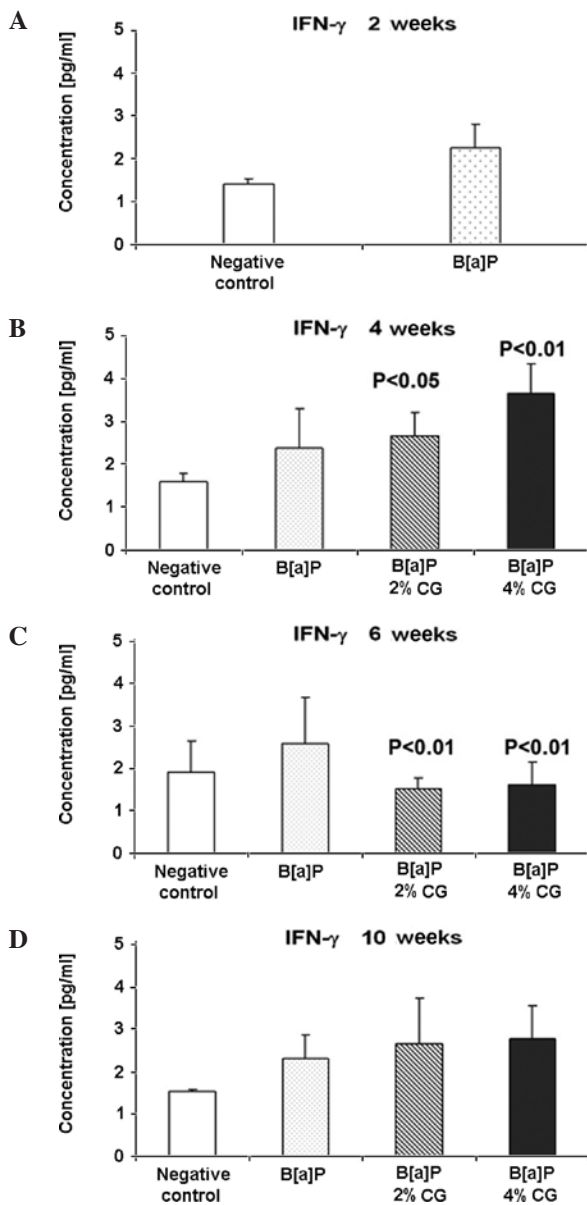 A
IFN-γ 2 weeks
Concentration [pg/ml]
5
4
3
2
1
0
Negative control
B[a]P
B
IFN-γ 4 weeks
Concentration [pg/ml]
5
4
3
2
1
0
P<0.05
P<0.01
Negative control
B[a]P
B[a]P
2% CG
B[a]P
4% CG
C
IFN-γ 6 weeks
Concentration [pg/ml]
5
4
3
2
1
0
P<0.01
P<0.01
Negative control
B[a]P
B[a]P
2% CG
B[a]P
4% CG
D
IFN-γ 10 weeks
Concentration [pg/ml]
5
4
3
2
1
0
Negative control
B[a]P
B[a]P
2% CG
B[a]P
4% CG